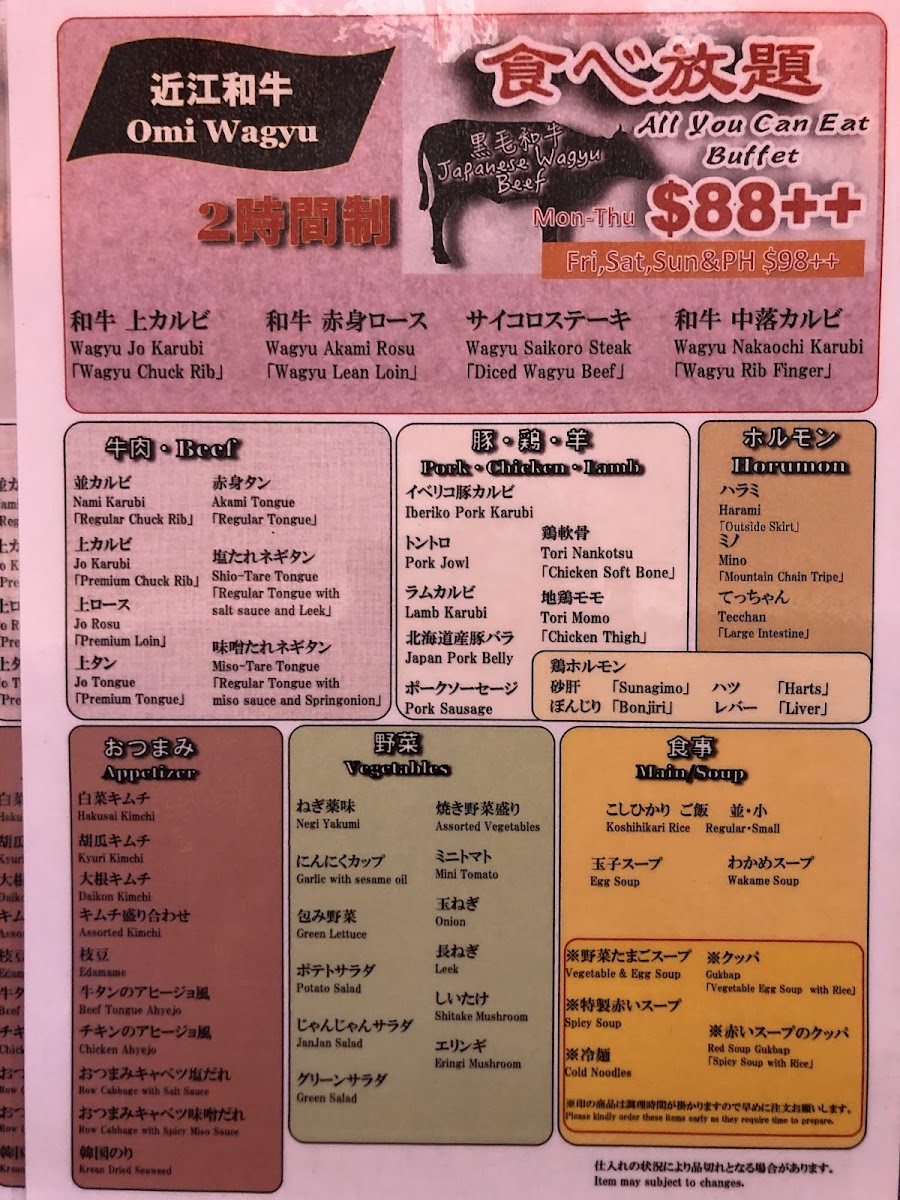 近江和牛
Omi Wagyu
2時間制
食べ放題
All You Can Eat
Buffet
黒毛和牛
Japanese Wagyu
Beef
Mon-Thu $88++
Fri,Sat,Sun&PH $98++
和牛 上カルビ
Wagyu Jo Karubi
「Wagyu Chuck Rib」
和牛 赤身ロース
Wagyu Akami Rosu
「Wagyu Lean Loin」
サイコロステーキ
Wagyu Saikoro Steak
「Diced Wagyu Beef」
和牛 中落カルビ
Wagyu Nakaochi Karubi
「Wagyu Rib Finger」
牛肉・Beef
並カルビ
Nami Karubi
「Regular Chuck Rib」
上カルビ
Jo Karubi
「Premium Chuck Rib」
上ロース
Jo Rosu
「Premium Loin」
上タン
Jo Tongue
「Premium Tongue」
赤身タン
Akami Tongue
「Regular Tongue」
塩たれネギタン
Shio-Tare Tongue
「Regular Tongue with
salt sauce and Leek」
味噌たれネギタン
Miso-Tare Tongue
「Regular Tongue with
miso sauce and Springonion」
豚・鶏・羊
Pork・Chicken・Lamb
イベリコ豚カルビ
Iberiko Pork Karubi
トントロ
Pork Jowl
ラムカルビ
Lamb Karubi
北海道産豚バラ
Japan Pork Belly
ポークソーセージ
Pork Sausage
鶏軟骨
Tori Nankotsu
「Chicken Soft Bone」
地鶏モモ
Tori Momo
「Chicken Thigh」
ホルモン
Horumon
ハラミ
Harami
「Outside Skirt」
ミノ
Mino
「Mountain Chain Tripe」
てっちゃん
Tecchan
「Large Intestine」
鶏ホルモン
砂肝 「Sunagimo」 ハツ 「Harts」
ぼんじり 「Bonjiri」 レバー 「Liver」
おつまみ
Appetizer
白菜キムチ
Hakusai Kimchi
胡瓜キムチ
Kyuri Kimchi
大根キムチ
Daikon Kimchi
キムチ盛り合わせ
Assorted Kimchi
枝豆
Edamame
牛タンのアヒージョ風
Beef Tongue Ahyejo
チキンのアヒージョ風
Chicken Ahyejo
おつまみキャベツ塩だれ
Row Cabbage with Salt Sauce
おつまみキャベツ味噌だれ
Row Cabbage with Spicy Miso Sauce
韓国のり
Krean Dried Seaweed
野菜
Vegetables
ねぎ薬味
Negi Yakumi
にんにくカップ
Garlic with sesame oil
包み野菜
Green Lettuce
ポテトサラダ
Potato Salad
じゃんじゃんサラダ
JanJan Salad
グリーンサラダ
Green Salad
焼き野菜盛り
Assorted Vegetables
ミニトマト
Mini Tomato
玉ねぎ
Onion
長ねぎ
Leek
しいたけ
Shitake Mushroom
エリンギ
Eringi Mushroom
食事
Main/Soup
こしひかり ご飯 並・小
Koshihikari Rice Regular・Small
玉子スープ
Egg Soup
わかめスープ
Wakame Soup
※野菜たまごスープ
Vegetable & Egg Soup
※特製赤いスープ
Spicy Soup
※冷麺
Cold Noodles
※クッパ
Gukbap
「Vegetable Egg Soup with Rice」
※赤いスープのクッパ
Red Soup Gukbap
「Spicy Soup with Rice」
※印の商品は調理時間が掛かりますので早めに注文お願いします。
Please kindly order these items early as they require time to prepare.
仕入れの状況により品切れとなる場合があります。
Item may subject to changes.